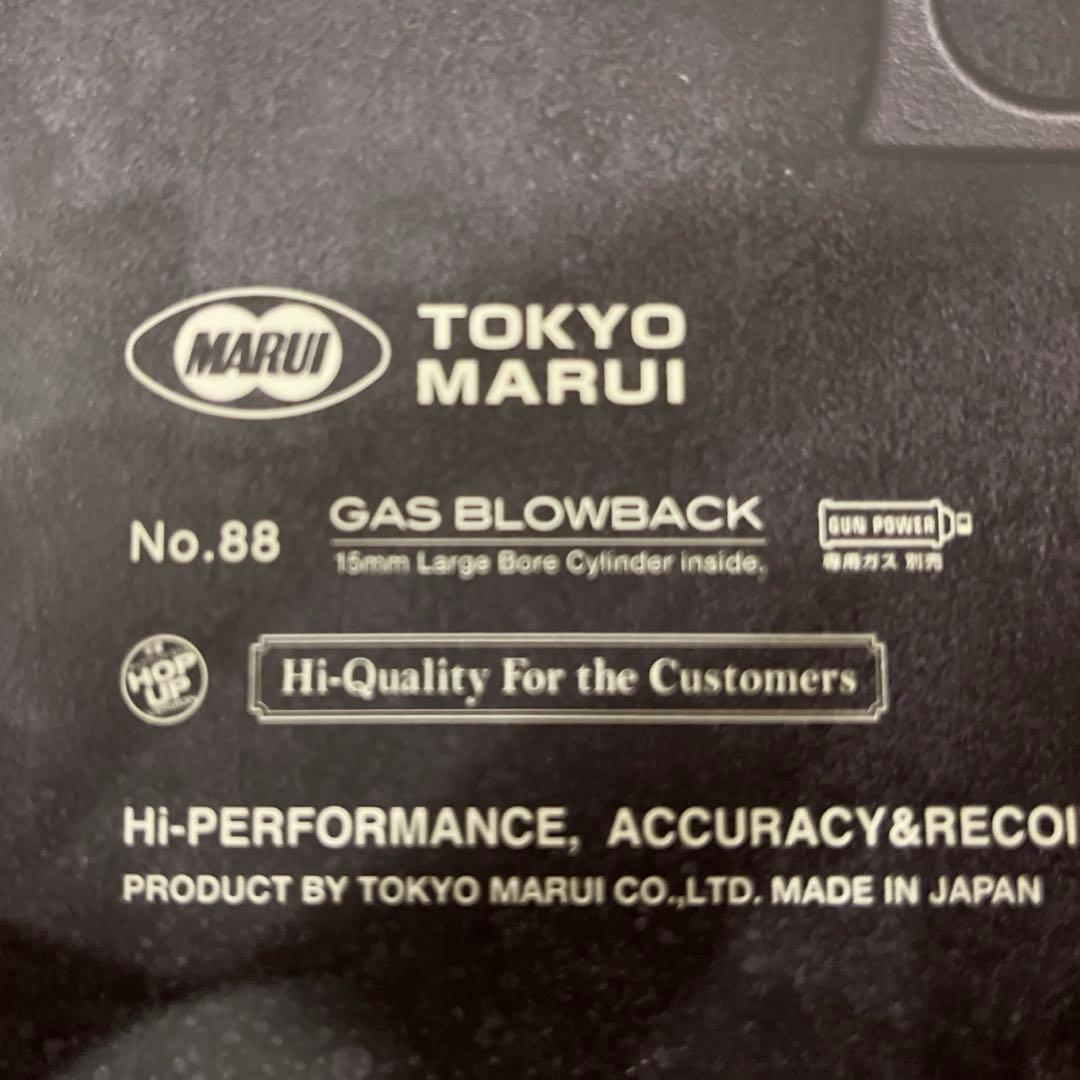 MARUI
TOKYO
MARUI
No.88
GAS BLOWBACK
15mm Large Bore Cylinder inside.
GUN POWER
専用ガス 別売
HOP
UP
Hi-Quality For the Customers
Hi-PERFORMANCE, ACCURACY&RECOI
PRODUCT BY TOKYO MARUI CO.,LTD. MADE IN JAPAN